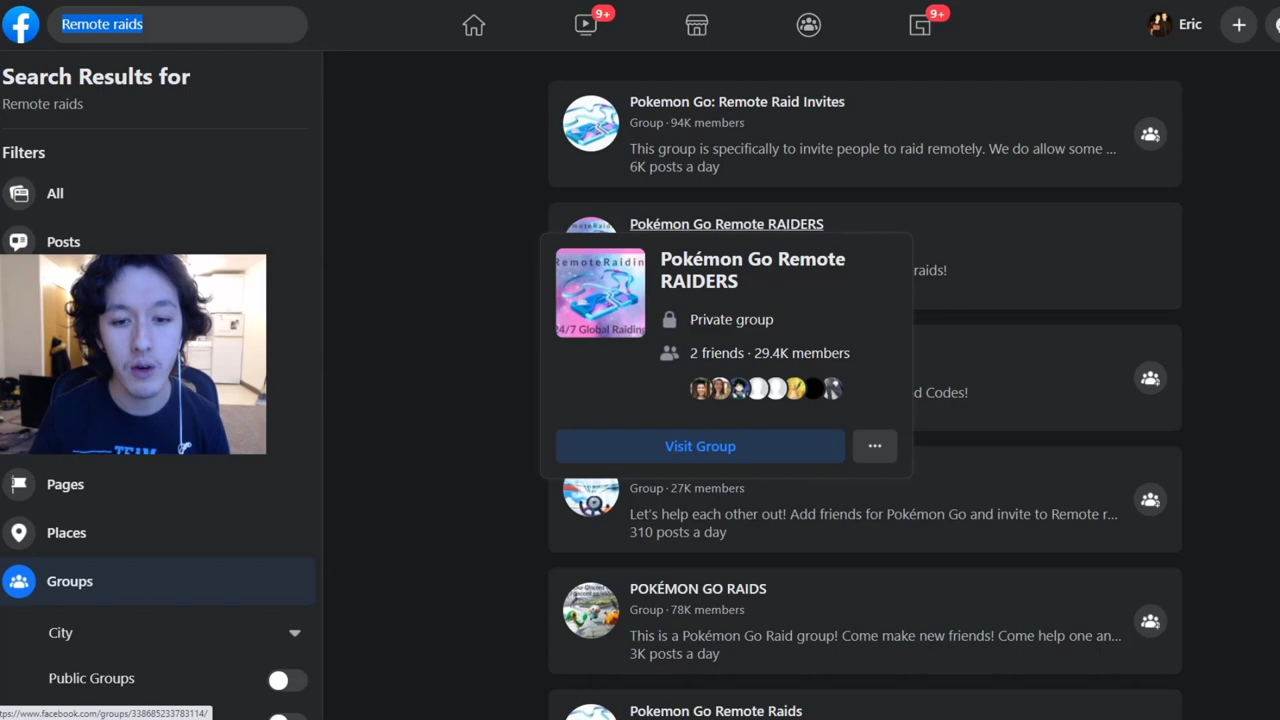 Remote raids
9+
9+
Eric
Search Results for
Remote raids
Filters
All
Posts
TEAM
Pages
Places
Groups
City
Public Groups
ttps://www.facebook.com/groups/338685233783114/
Pokemon Go: Remote Raid Invites
Group · 94K members
This group is specifically to invite people to raid remotely. We do allow some ...
6K posts a day
Pokémon Go Remote RAIDERS
raids!
RemoteRaidin
24/7 Global Raiding
Pokémon Go Remote
RAIDERS
Private group
2 friends · 29.4K members
Visit Group
d Codes!
Group · 27K members
Let's help each other out! Add friends for Pokémon Go and invite to Remote r...
310 posts a day
POKÉMON GO RAIDS
Group · 78K members
This is a Pokémon Go Raid group! Come make new friends! Come help one an...
3K posts a day
Pokemon Go Remote Raids